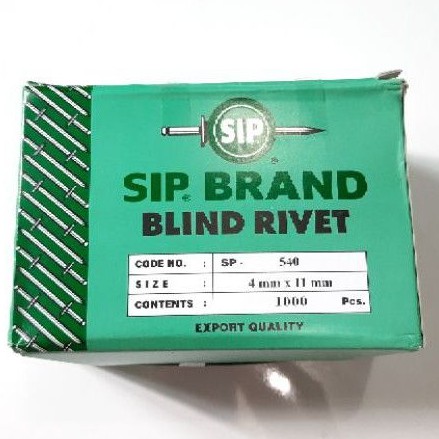 SIP
®
SIP® BRAND
BLIND RIVET
CODE NO. : SP - 540
SIZE : 4 mm x 11 mm
CONTENTS : 1000 Pcs.
EXPORT QUALITY